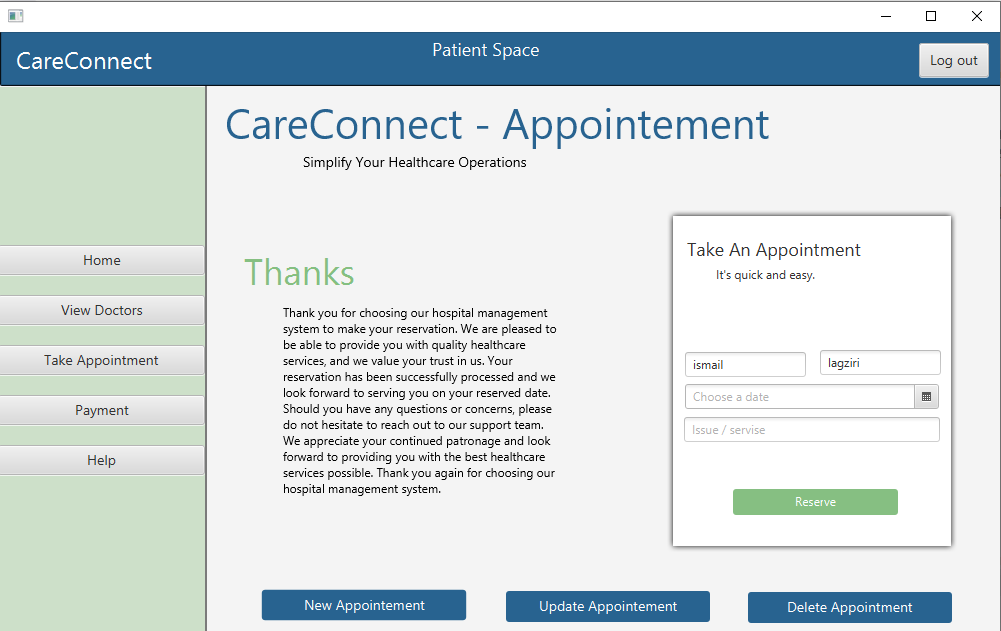 CareConnect
Patient Space
Log out
Home
View Doctors
Take Appointment
Payment
Help
CareConnect - Appointement
Simplify Your Healthcare Operations
Thanks
Thank you for choosing our hospital management
system to make your reservation. We are pleased to
be able to provide you with quality healthcare
services, and we value your trust in us. Your
reservation has been successfully processed and we
look forward to serving you on your reserved date.
Should you have any questions or concerns, please
do not hesitate to reach out to our support team.
We appreciate your continued patronage and look
forward to providing you with the best healthcare
services possible. Thank you again for choosing our
hospital management system.
Take An Appointment
It's quick and easy.
ismail
lagziri
Choose a date
Issue / servise
Reserve
New Appointement
Update Appointement
Delete Appointment